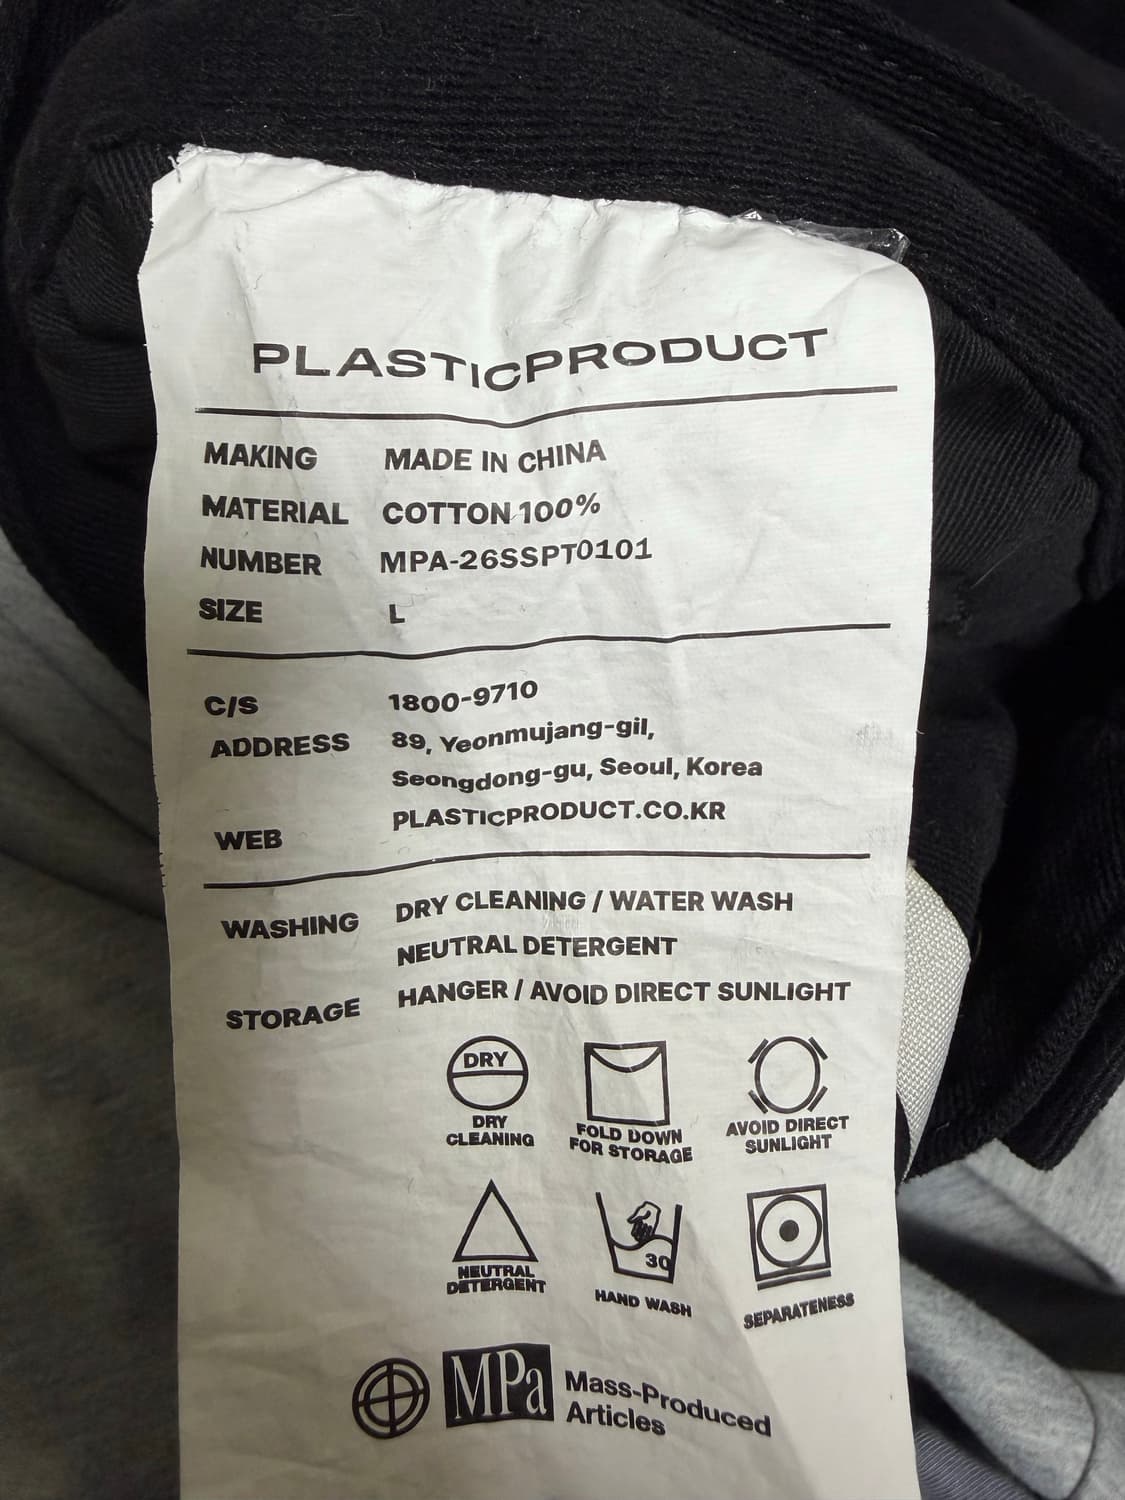 PLASTICPRODUCT
MAKING MADE IN CHINA
MATERIAL COTTON 100%
NUMBER MPA-26SSPT0101
SIZE L
C/S 1800-9710
ADDRESS 89, Yeonmujang-gil,
Seongdong-gu, Seoul, Korea
WEB PLASTICPRODUCT.CO.KR
WASHING DRY CLEANING / WATER WASH
NEUTRAL DETERGENT
STORAGE HANGER / AVOID DIRECT SUNLIGHT
DRY
DRY
CLEANING
FOLD DOWN
FOR STORAGE
AVOID DIRECT
SUNLIGHT
NEUTRAL
DETERGENT
30
HAND WASH
SEPARATENESS
MPa
Mass-Produced
Articles